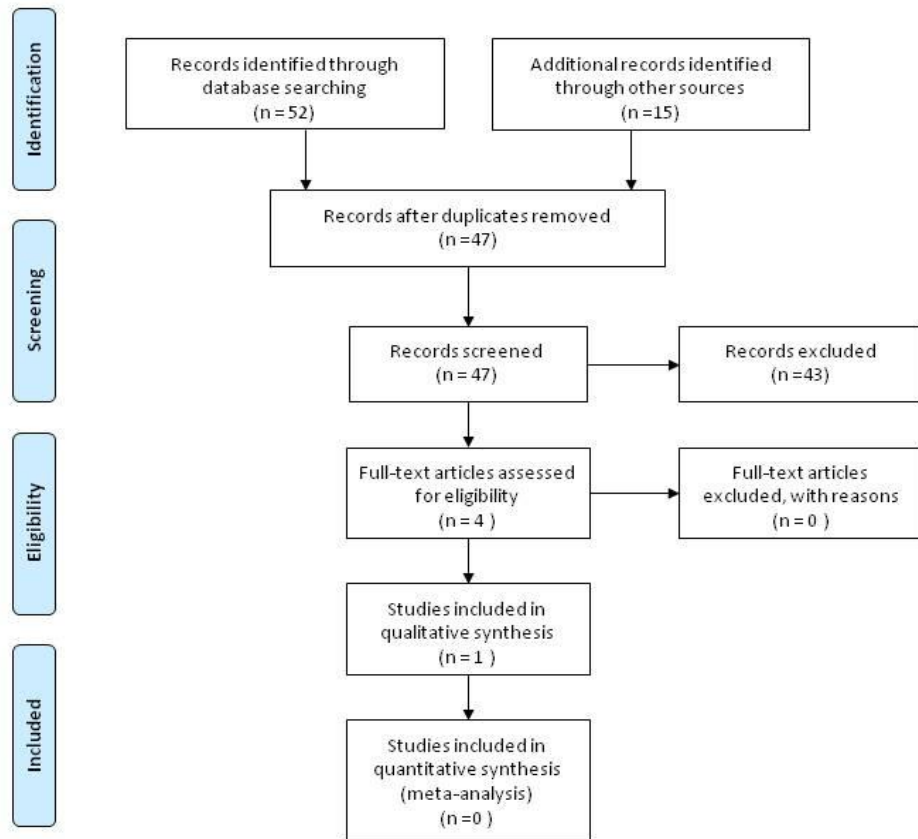 Identification
Records identified through
database searching
(n = 52)
Additional records identified
through other sources
(n =15)
Screening
Records after duplicates removed
(n =47)
Records screened
(n = 47)
Records excluded
(n =43)
Eligibility
Full-text articles assessed
for eligibility
(n = 4 )
Full-text articles
excluded, with reasons
(n = 0 )
Studies included in
qualitative synthesis
(n = 1 )
Included
Studies included in
quantitative synthesis
(meta-analysis)
(n =0 )